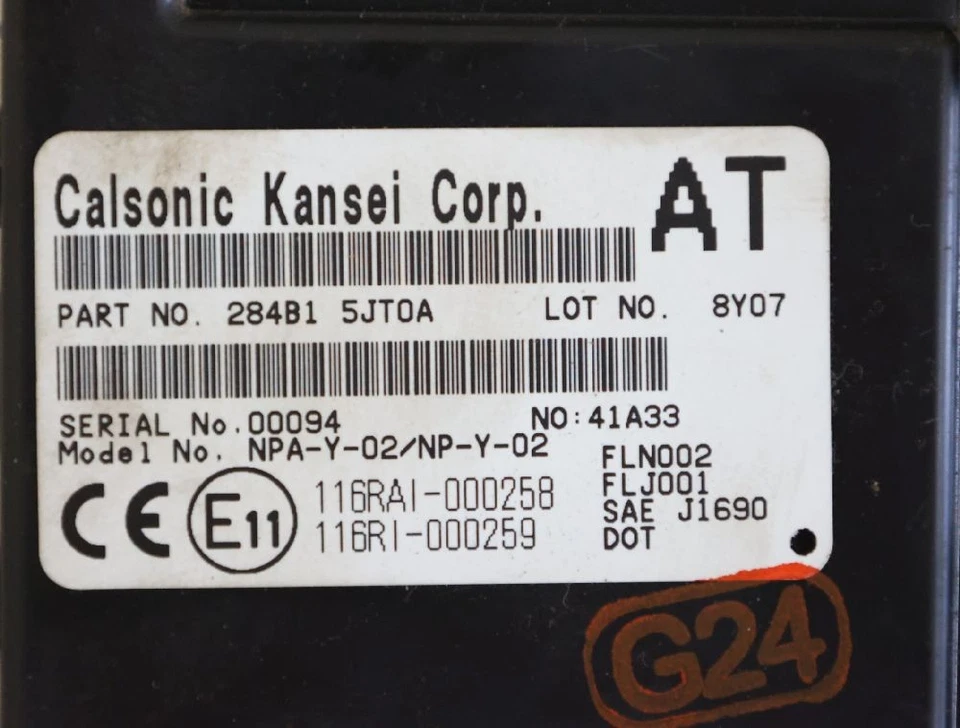 Calsonic Kansei Corp.
AT
PART NO. 284B1 5JT0A LOT NO. 8Y07
SERIAL No.00094 NO:41A33
Model No. NPA-Y-02/NP-Y-02
FLN002
FLJ001
SAE J1690
DOT
CE E11 116RAI-000258
116RI-000259
G24